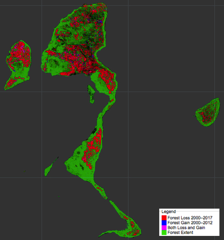 Legend
Forest Loss 2000-2017
Forest Gain 2000-2012
Both Loss and Gain
Forest Extent